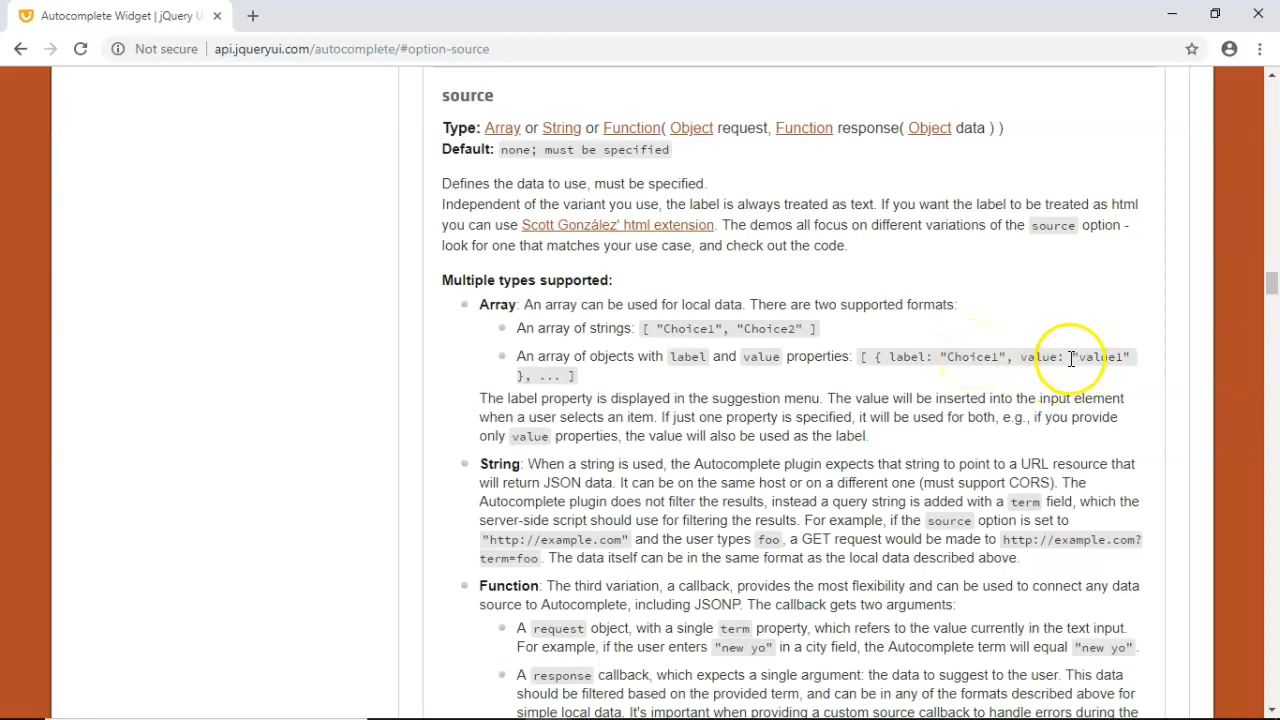 Autocomplete Widget | jQuery U
Not secure
api.jqueryui.com/autocomplete/#option-source
source
Type: Array or String or Function( Object request, Function response( Object data ) )
Default: none; must be specified
Defines the data to use, must be specified.
Independent of the variant you use, the label is always treated as text. If you want the label to be treated as html
you can use Scott González' html extension. The demos all focus on different variations of the source option -
look for one that matches your use case, and check out the code.
Multiple types supported:
Array: An array can be used for local data. There are two supported formats:
An array of strings: [ "Choice1", "Choice2" ]
An array of objects with label and value properties: [ { label: "Choice1", value: "value1"
}, ... ]
The label property is displayed in the suggestion menu. The value will be inserted into the input element
when a user selects an item. If just one property is specified, it will be used for both, e.g., if you provide
only value properties, the value will also be used as the label.
String: When a string is used, the Autocomplete plugin expects that string to point to a URL resource that
will return JSON data. It can be on the same host or on a different one (must support CORS). The
Autocomplete plugin does not filter the results, instead a query string is added with a term field, which the
server-side script should use for filtering the results. For example, if the source option is set to
"http://example.com" and the user types foo, a GET request would be made to http://example.com?
term=foo. The data itself can be in the same format as the local data described above.
Function: The third variation, a callback, provides the most flexibility and can be used to connect any data
source to Autocomplete, including JSONP. The callback gets two arguments:
A request object, with a single term property, which refers to the value currently in the text input.
For example, if the user enters "new yo" in a city field, the Autocomplete term will equal "new yo".
A response callback, which expects a single argument: the data to suggest to the user. This data
should be filtered based on the provided term, and can be in any of the formats described above for
simple local data. It's important when providing a custom source callback to handle errors during the